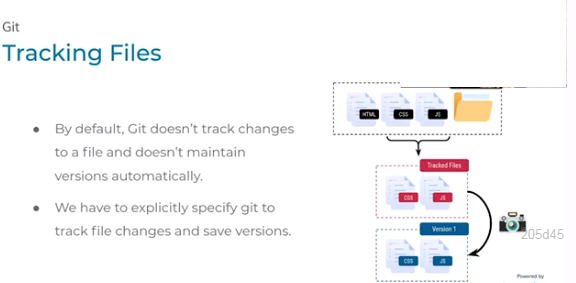 Git
Tracking Files
● By default, Git doesn't track changes
to a file and doesn't maintain
versions automatically.
● We have to explicitly specify git to
track file changes and save versions.
HTML CSS JS
Tracked Files
CSS JS
Version 1
CSS JS
205d45
Powered by